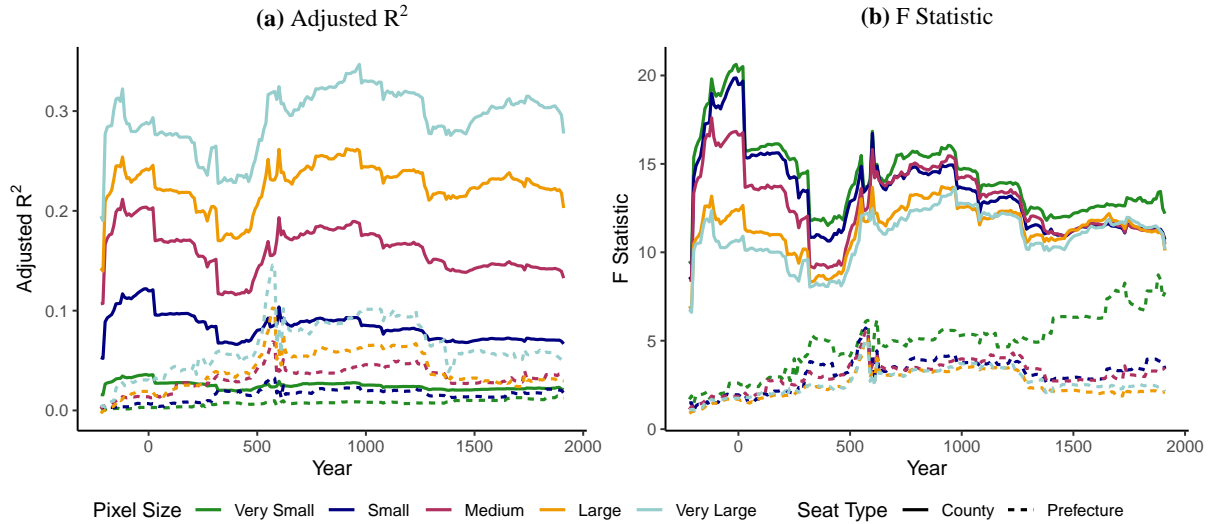 (a) Adjusted R²
(b) F Statistic
Adjusted R²
0.3
0.2
0.1
0.0
0
500
1000
1500
2000
Year
F Statistic
20
15
10
5
0
0
500
1000
1500
2000
Year
Pixel Size Very Small Small Medium Large Very Large Seat Type County Prefecture